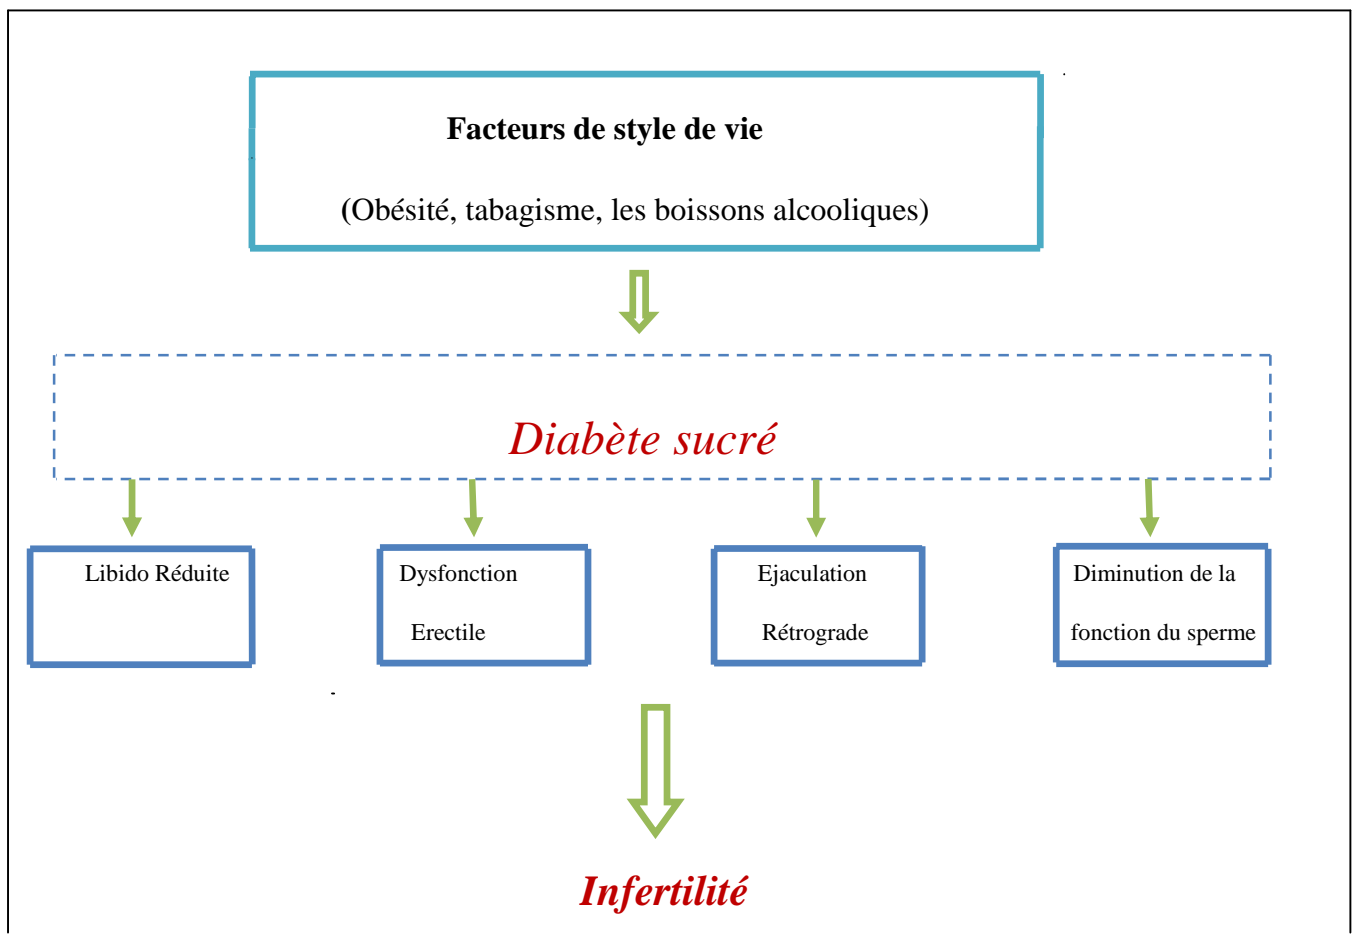 Facteurs de style de vie
(Obésité, tabagisme, les boissons alcooliques)
Diabète sucré
Libido Réduite
Dysfonction
Erectile
Ejaculation
Rétrograde
Diminution de la
fonction du sperme
Infertilité